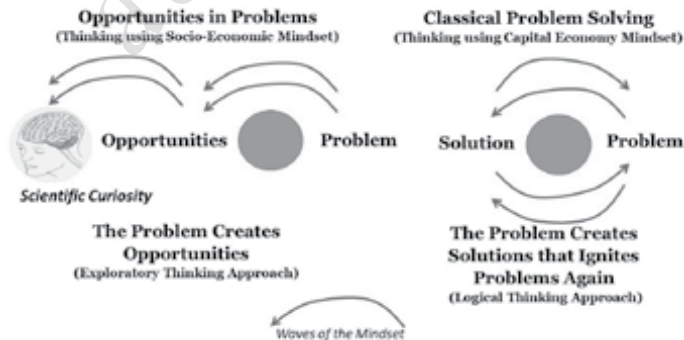 Opportunities in Problems
(Thinking using Socio-Economic Mindset)
Opportunities
Problem
Scientific Curiosity
The Problem Creates
Opportunities
(Exploratory Thinking Approach)
Classical Problem Solving
(Thinking using Capital Economy Mindset)
Solution
Problem
The Problem Creates
Solutions that Ignites
Problems Again
(Logical Thinking Approach)
Waves of the Mindset